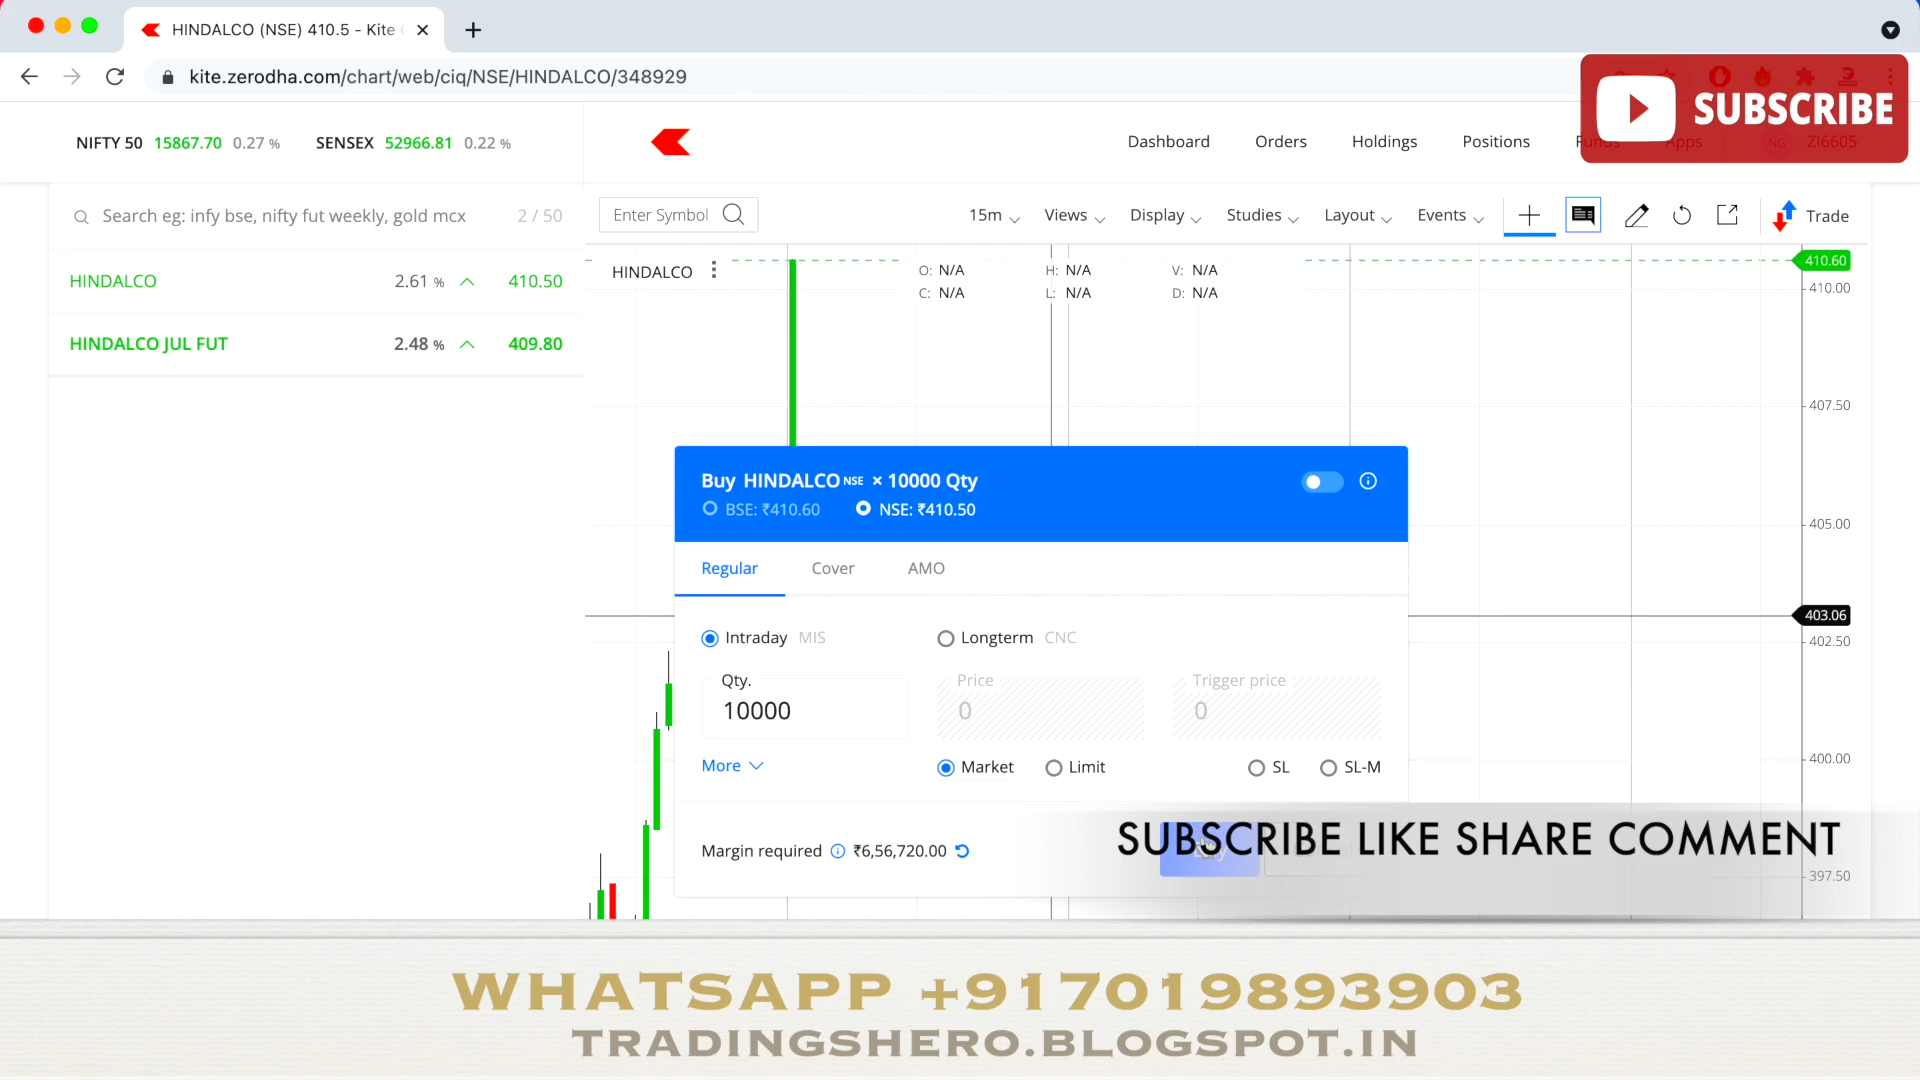 HINDALCO (NSE) 410.5 - Kite
kite.zerodha.com/chart/web/ciq/NSE/HINDALCO/348929
SUBSCRIBE
NIFTY 50 15867.70 0.27 % SENSEX 52966.81 0.22 %
Dashboard Orders Holdings Positions Funds Apps NG ZI6605
Search eg: infy bse, nifty fut weekly, gold mcx 2 / 50
Enter Symbol 15m Views Display Studies Layout Events Trade
HINDALCO 2.61 % 410.50
HINDALCO JUL FUT 2.48 % 409.80
HINDALCO
O: N/A H: N/A V: N/A
C: N/A L: N/A D: N/A
410.60
410.00
407.50
405.00
403.06
402.50
400.00
397.50
Buy HINDALCO NSE × 10000 Qty
BSE: ₹410.60 NSE: ₹410.50
Regular Cover AMO
Intraday MIS Longterm CNC
Qty. Price Trigger price
10000 0 0
More Market Limit SL SL-M
Margin required ₹6,56,720.00
SUBSCRIBE LIKE SHARE COMMENT
WHATSAPP +917019893903
TRADINGSHERO.BLOGSPOT.IN